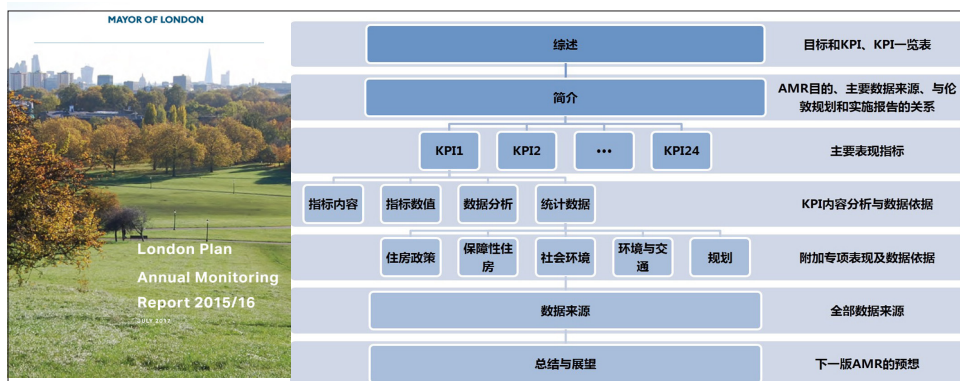 MAYOR OF LONDON
London Plan
Annual Monitoring
Report 2015/16
JULY 2017
综述
目标和KPI、KPI一览表
简介
AMR目的、主要数据来源、与伦
敦规划和实施报告的关系
KPI1
KPI2
•••
KPI24
主要表现指标
指标内容
指标数值
数据分析
统计数据
KPI内容分析与数据依据
住房政策
保障性住
房
社会环境
环境与交
通
规划
附加专项表现及数据依据
数据来源
全部数据来源
总结与展望
下一版AMR的预想